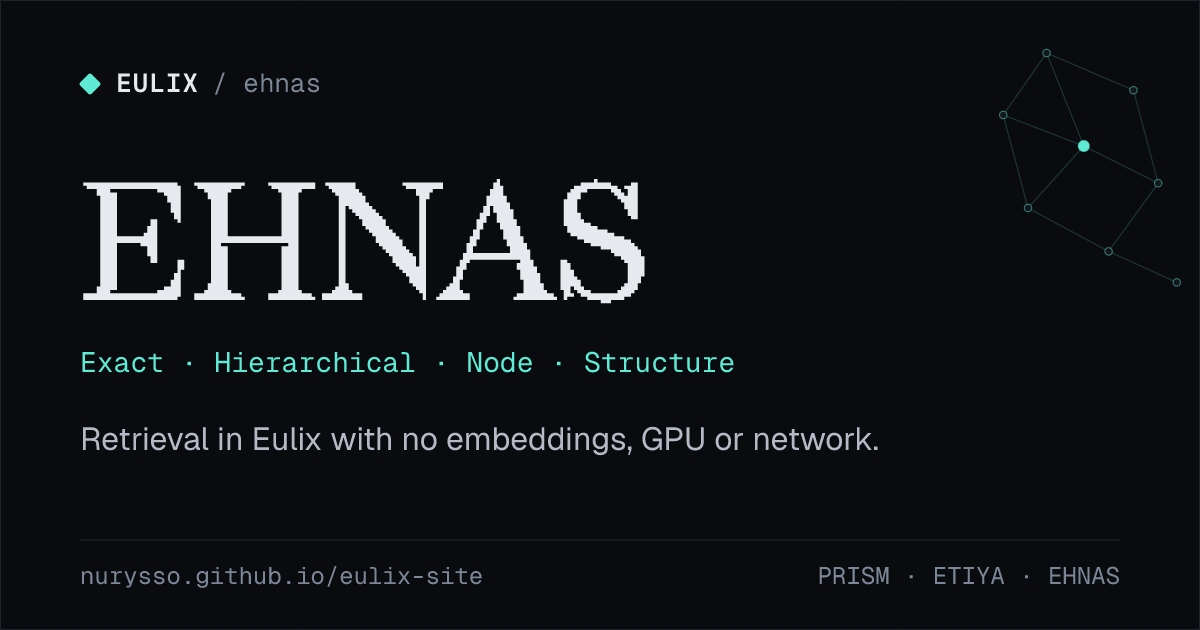 EULIX / ehnas
EHNAS
Exact · Hierarchical · Node · Structure
Retrieval in Eulix with no embeddings, GPU or network.
nurysso.github.io/eulix-site
PRISM · ETIYA · EHNAS